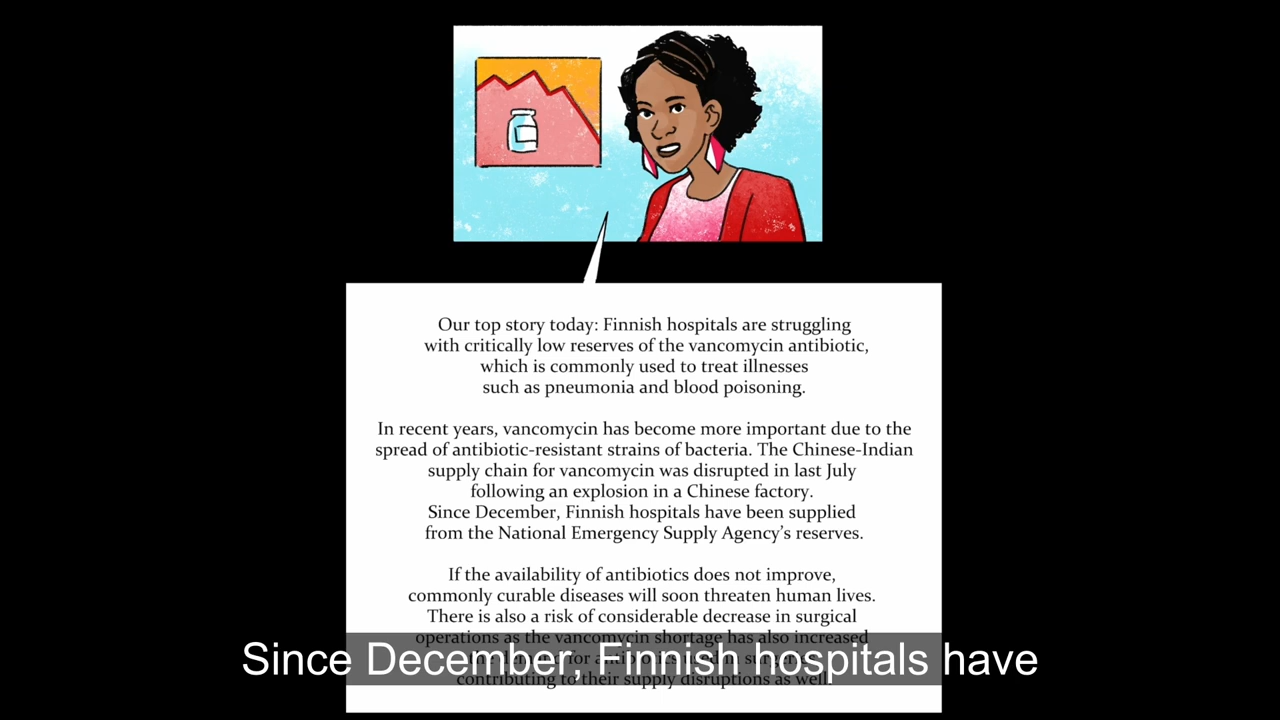 Our top story today: Finnish hospitals are struggling
with critically low reserves of the vancomycin antibiotic,
which is commonly used to treat illnesses
such as pneumonia and blood poisoning.
In recent years, vancomycin has become more important due to the
spread of antibiotic-resistant strains of bacteria. The Chinese-Indian
supply chain for vancomycin was disrupted in last July
following an explosion in a Chinese factory.
Since December, Finnish hospitals have been supplied
from the National Emergency Supply Agency's reserves.
If the availability of antibiotics does not improve,
commonly curable diseases will soon threaten human lives.
There is also a risk of considerable decrease in surgical
operations as the vancomycin shortage has also increased
contributing to their supply disruptions as well.
Since December, Finnish hospitals have